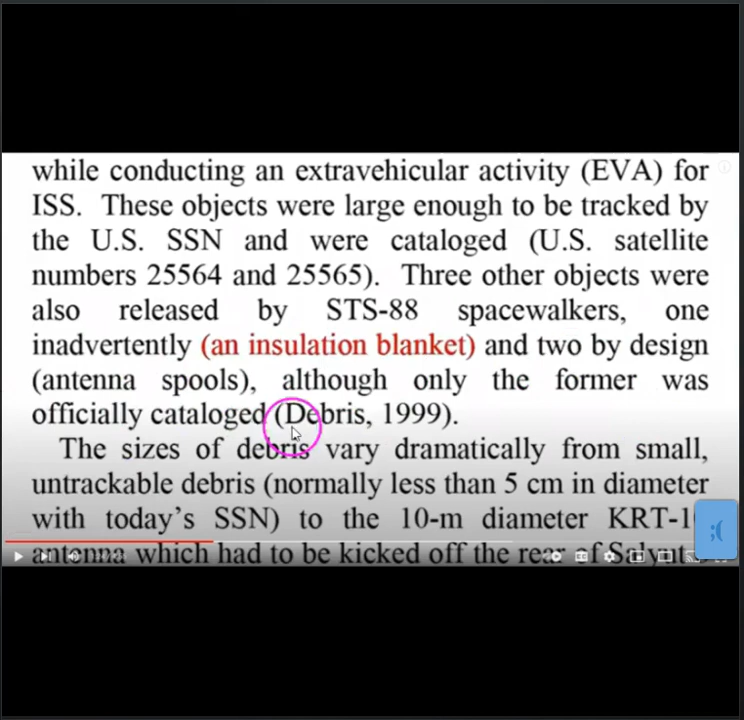 while conducting an extravehicular activity (EVA) for
ISS. These objects were large enough to be tracked by
the U.S. SSN and were cataloged (U.S. satellite
numbers 25564 and 25565). Three other objects were
also released by STS-88 spacewalkers, one
inadvertently (an insulation blanket) and two by design
(antenna spools), although only the former was
officially cataloged (Debris, 1999).
The sizes of debris vary dramatically from small,
untrackable debris (normally less than 5 cm in diameter
with today's SSN) to the 10-m diameter
antenna which had to be kicked off the rear of
;(